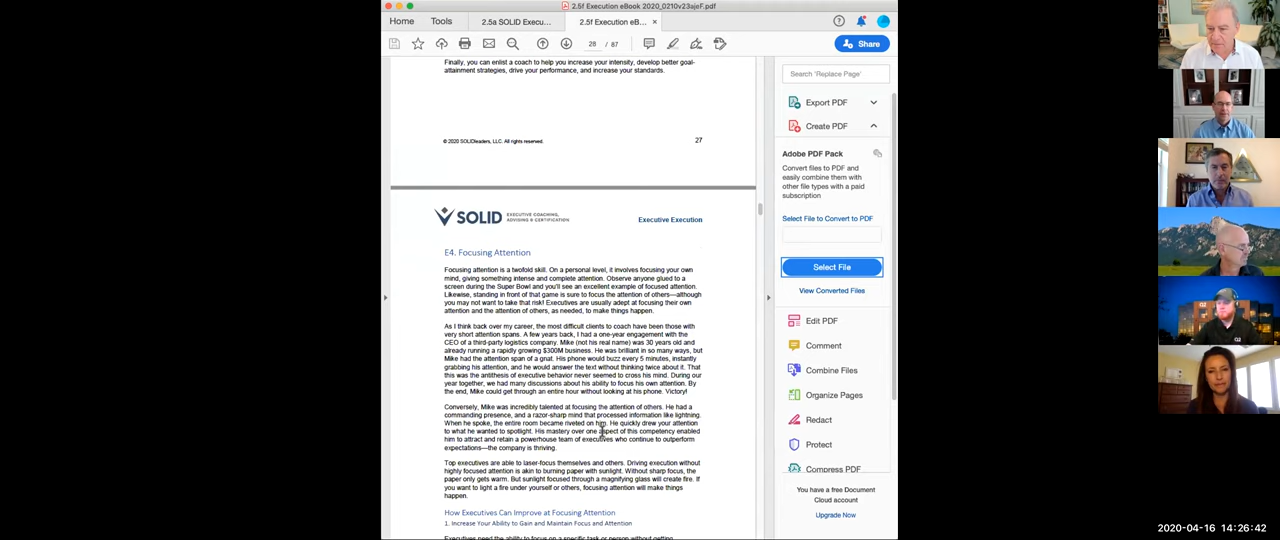 2.5f Execution eBook 2020_0210v23ajeF.pdf
Home
Tools
2.5a SOLID Execu...
2.5f Execution eB...
×
28 / 87
Share
Finally, you can enlist a coach to help you increase your intensity, develop better goal-
attainment strategies, drive your performance, and increase your standards.
© 2020 SOLIDleaders, LLC. All rights reserved.
27
SOLID
EXECUTIVE COACHING,
ADVISING & CERTIFICATION
Executive Execution
E4. Focusing Attention
Focusing attention is a twofold skill. On a personal level, it involves focusing your own
mind, giving something intense and complete attention. Observe anyone glued to a
screen during the Super Bowl and you'll see an excellent example of focused attention.
Likewise, standing in front of that game is sure to focus the attention of others—although
you may not want to take that risk! Executives are usually adept at focusing their own
attention and the attention of others, as needed, to make things happen.
As I think back over my career, the most difficult clients to coach have been those with
very short attention spans. A few years back, I had a one-year engagement with the
CEO of a third-party logistics company. Mike (not his real name) was 30 years old and
already running a rapidly growing $300M business. He was brilliant in so many ways, but
Mike had the attention span of a gnat. His phone would buzz every 5 minutes, instantly
grabbing his attention, and he would answer the text without thinking twice about it. That
this was the antithesis of executive behavior never seemed to cross his mind. During our
year together, we had many discussions about his ability to focus his own attention. By
the end, Mike could get through an entire hour without looking at his phone. Victory!
Conversely, Mike was incredibly talented at focusing the attention of others. He had a
commanding presence, and a razor-sharp mind that processed information like lightning.
When he spoke, the entire room became riveted on him. He quickly drew your attention
to what he wanted to spotlight. His mastery over one aspect of this competency enabled
him to attract and retain a powerhouse team of executives who continue to outperform
expectations—the company is thriving.
Top executives are able to laser-focus themselves and others. Driving execution without
highly focused attention is akin to burning paper with sunlight. Without sharp focus, the
paper only gets warm. But sunlight focused through a magnifying glass will create fire. If
you want to light a fire under yourself or others, focusing attention will make things
happen.
How Executives Can Improve at Focusing Attention
1. Increase Your Ability to Gain and Maintain Focus and Attention
Executives need the ability to focus on a specific task or person without getting
Search 'Replace Page'
Export PDF
Create PDF
Adobe PDF Pack
Convert files to PDF and
easily combine them with
other file types with a paid
subscription
Select File to Convert to PDF
Select File
View Converted Files
Edit PDF
Comment
Combine Files
Organize Pages
Redact
Protect
Compress PDF
You have a free Document
Cloud account
Upgrade Now
G2
2020-04-16 14:26:42